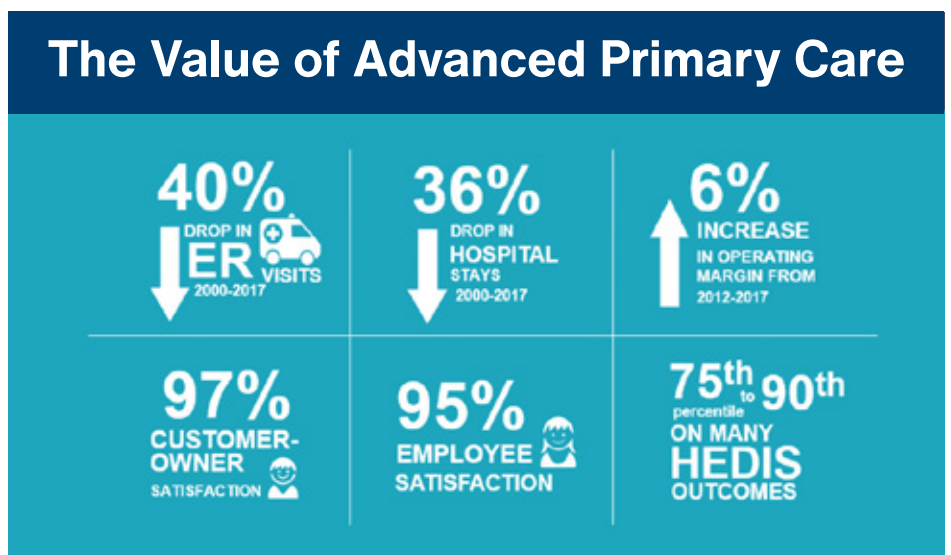 The Value of Advanced Primary Care
40%
DROP IN
ER VISITS
2000-2017
36%
DROP IN
HOSPITAL
STAYS
2000-2017
6%
INCREASE
IN OPERATING
MARGIN FROM
2012-2017
97%
CUSTOMER-
OWNER
SATISFACTION
95%
EMPLOYEE
SATISFACTION
75th to 90th
percentile
ON MANY
HEDIS
OUTCOMES